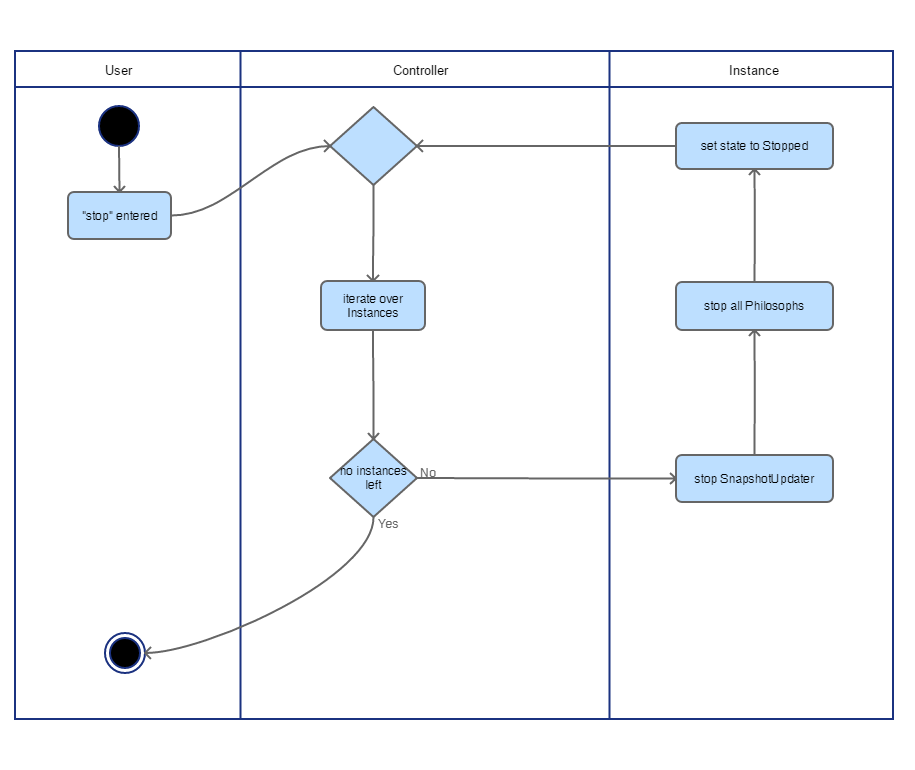 User
Controller
Instance
"stop" entered
set state to Stopped
iterate over
Instances
stop all Philosophs
no instances
left
No
stop SnapshotUpdater
Yes